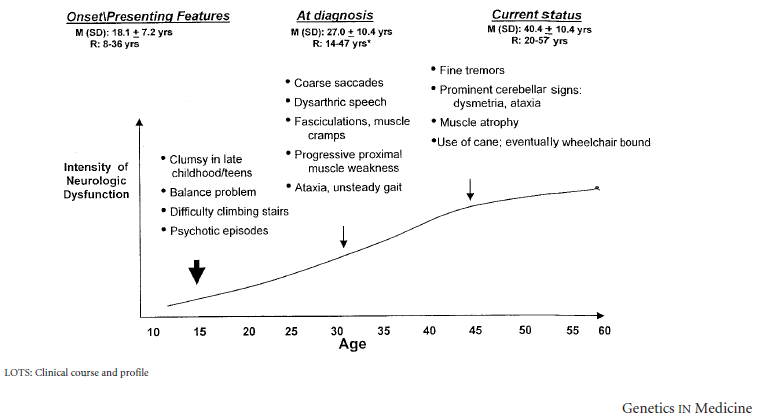 Onset\Presenting Features
M (SD): 18.1 ± 7.2 yrs
R: 8-36 yrs
At diagnosis
M (SD): 27.0 ± 10.4 yrs
R: 14-47 yrs*
Current status
M (SD): 40.4 ± 10.4 yrs
R: 20-57 yrs
Intensity of
Neurologic
Dysfunction
• Clumsy in late
childhood/teens
• Balance problem
• Difficulty climbing stairs
• Psychotic episodes
• Coarse saccades
• Dysarthric speech
• Fasciculations, muscle
cramps
• Progressive proximal
muscle weakness
• Ataxia, unsteady gait
• Fine tremors
• Prominent cerebellar signs:
dysmetria, ataxia
• Muscle atrophy
•Use of cane; eventually wheelchair bound
10 15 20 25 30 35 40 45 50 55 60
Age
LOTS: Clinical course and profile
Genetics IN Medicine